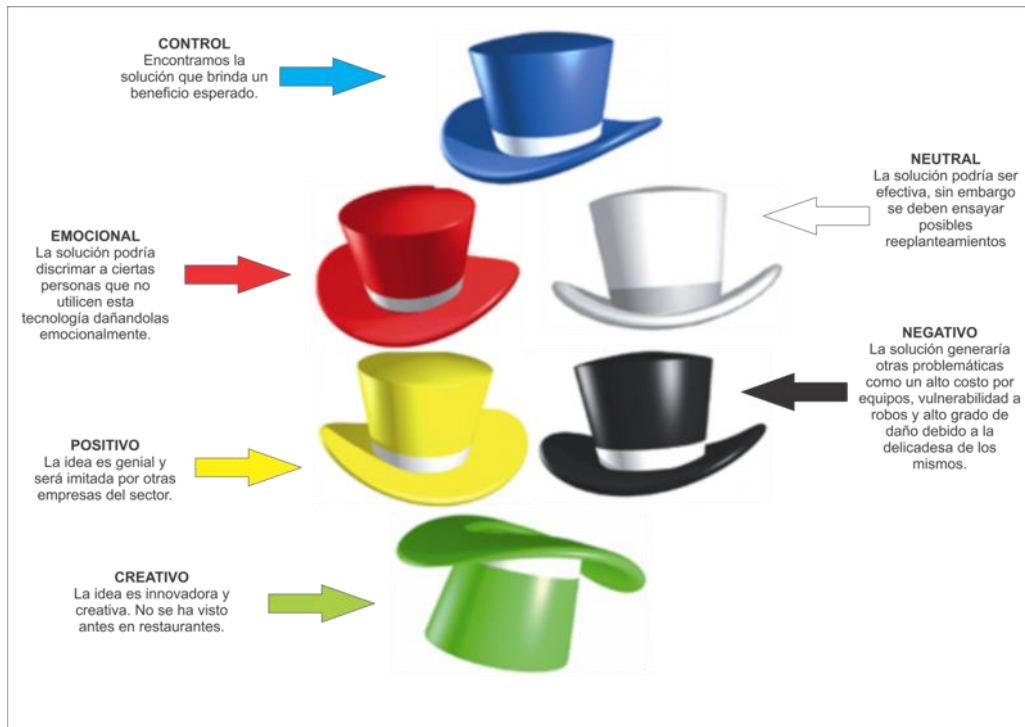 CONTROL
Encontramos la
solución que brinda un
beneficio esperado.
NEUTRAL
La solución podría ser
efectiva, sin embargo
se deben ensayar
posibles
reeplanteamientos
EMOCIONAL
La solución podría
discrimar a ciertas
personas que no
utilicen esta
tecnología dañandolas
emocionalmente.
NEGATIVO
La solución generaría
otras problemáticas
como un alto costo por
equipos, vulnerabilidad a
robos y alto grado de
daño debido a la
delicadesa de los
mismos.
POSITIVO
La idea es genial y
será imitada por otras
empresas del sector.
CREATIVO
La idea es innovadora y
creativa. No se ha visto
antes en restaurantes.